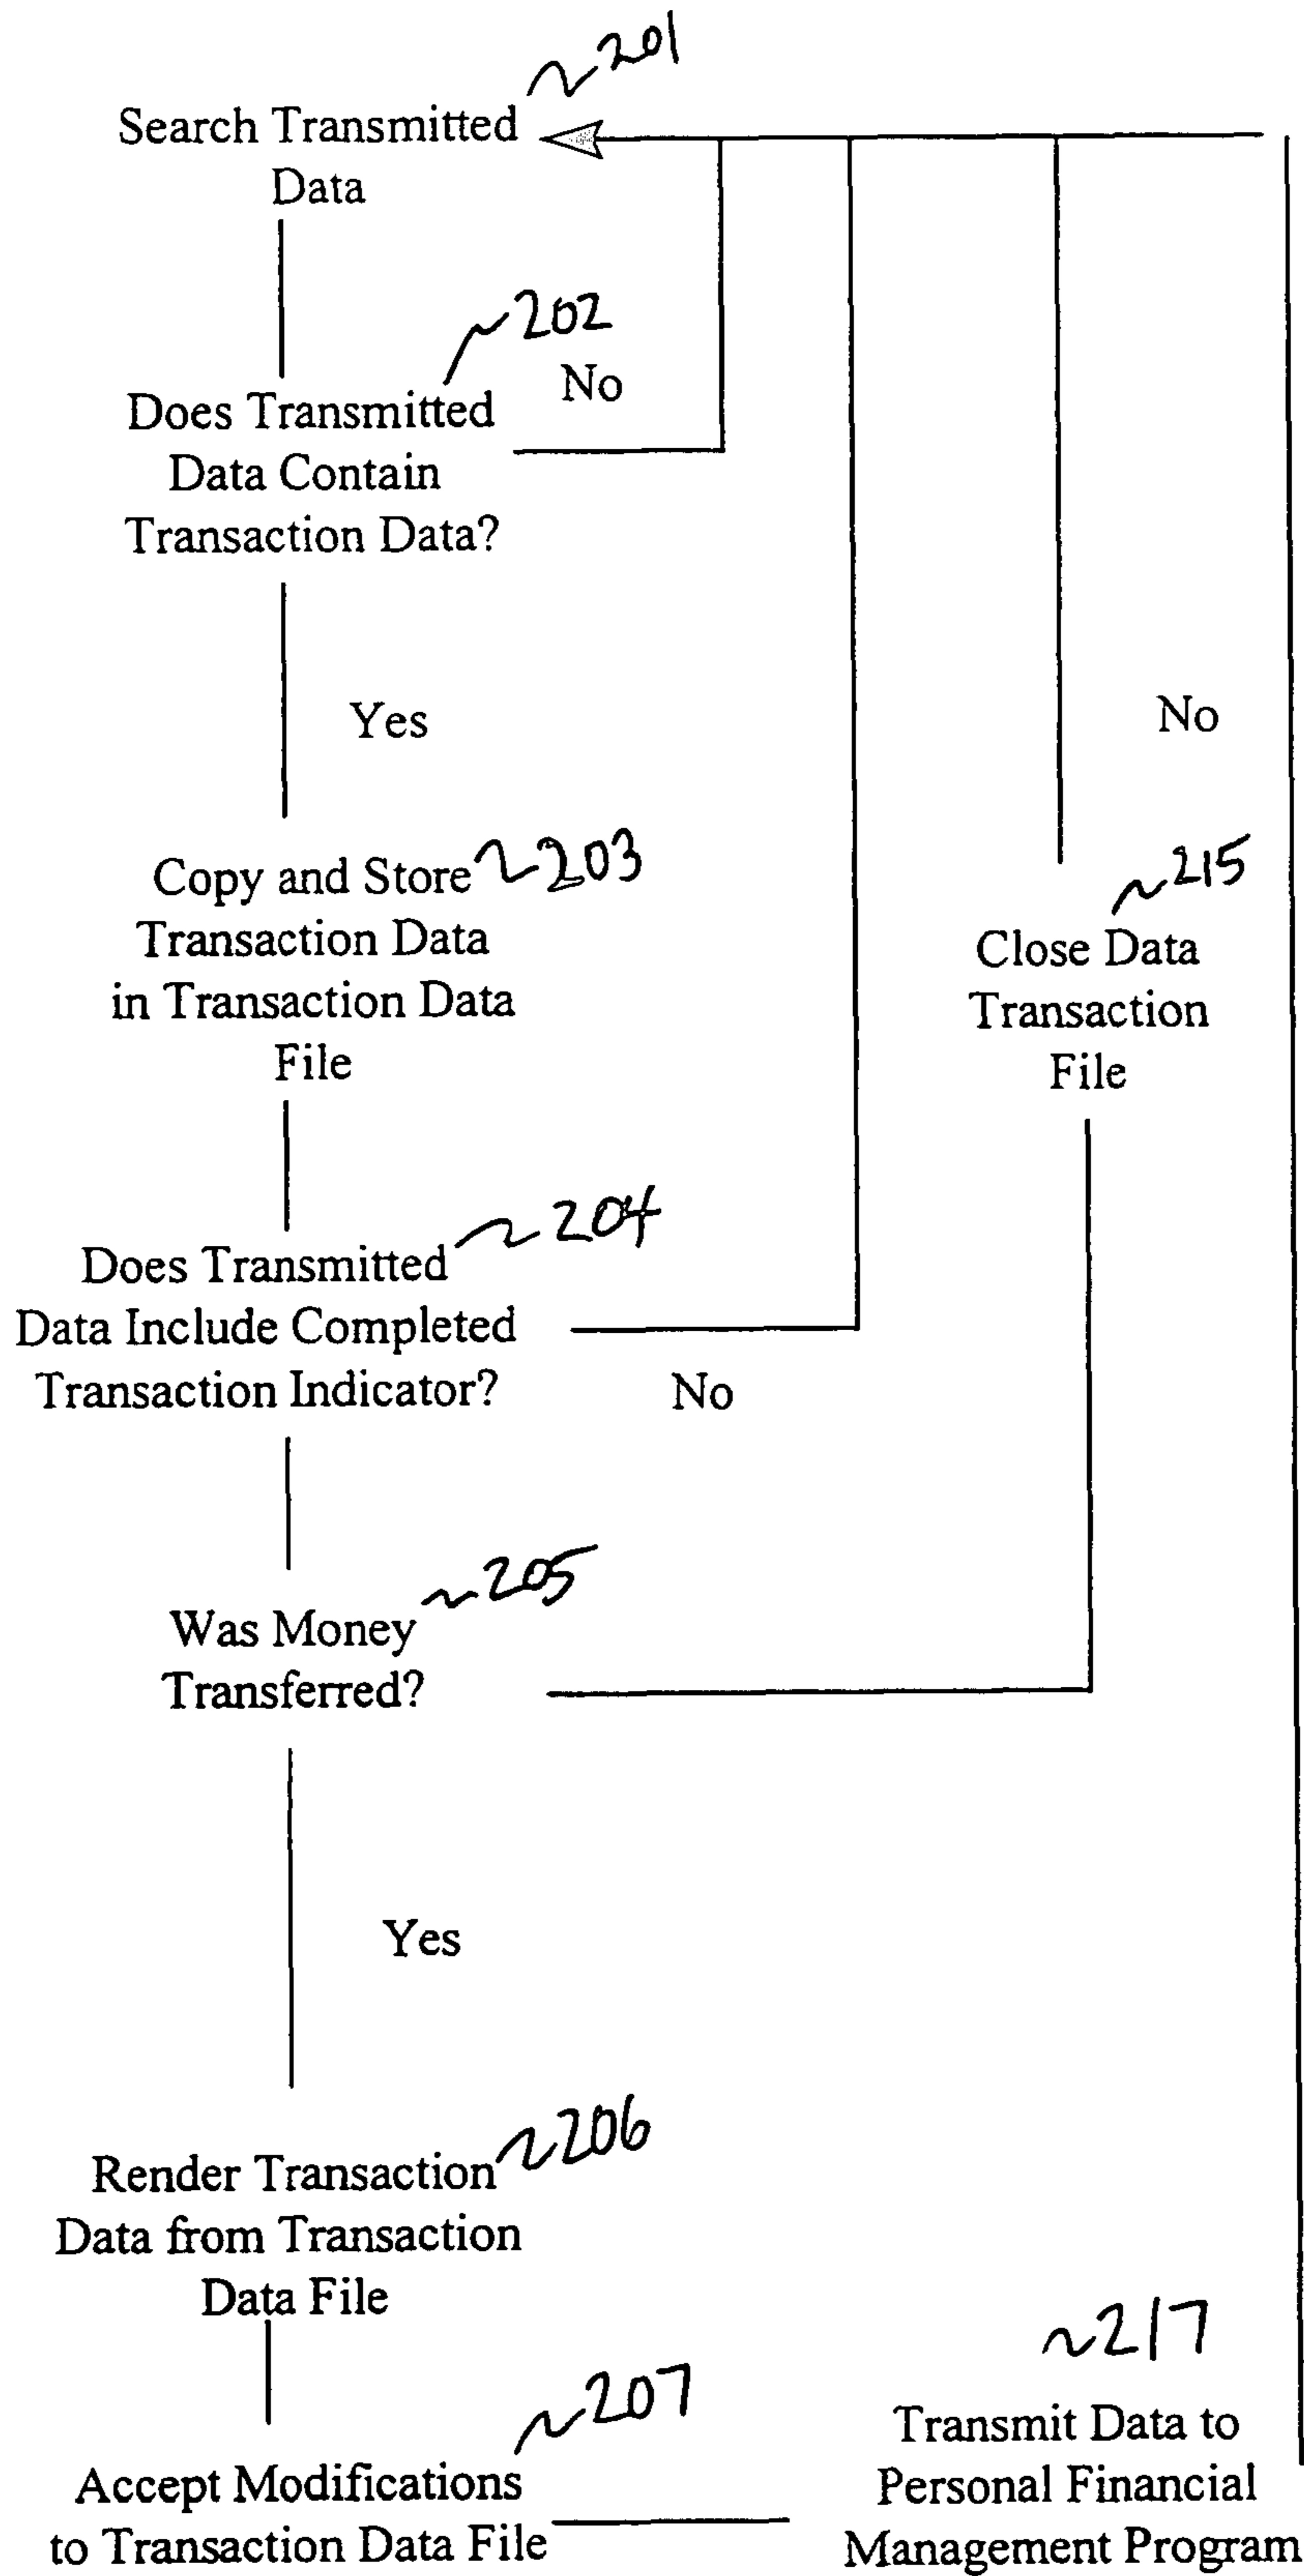 ~201
Search Transmitted
Data
~202
No
Does Transmitted
Data Contain
Transaction Data?
Yes
No
Copy and Store ~203
Transaction Data
in Transaction Data
File
~215
Close Data
Transaction
File
~204
Does Transmitted
Data Include Completed
Transaction Indicator?
No
~205
Was Money
Transferred?
Yes
~206
Render Transaction
Data from Transaction
Data File
~207
Accept Modifications
to Transaction Data File
~217
Transmit Data to
Personal Financial
Management Program